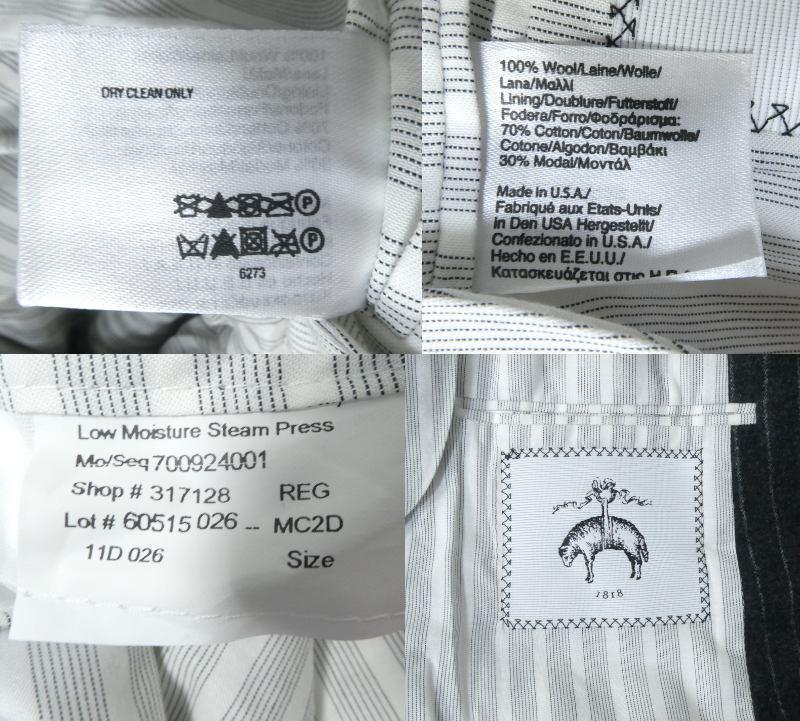 DRY CLEAN ONLY
P
P
6273
100% Wool/Laine/Wolle/
Lana/Μαλλί
Lining/Doublure/Futterstoff/
Fodera/Forro/Φοδράρισμα:
70% Cotton/Coton/Baumwolle/
Cotone/Algodon/Βαμβάκι
30% Modal/Μοντάλ
Made in U.S.A./
Fabriqué aux Etats-Unis/
in Den USA Hergestellt/
Confezionato in U.S.A./
Hecho en E.E.U.U./
Κατασκευάζεται στις
Low Moisture Steam Press
Mo/Seq 700924001
Shop # 317128 REG
Lot # 60515 026 -- MC2D
11D 026 Size
1818